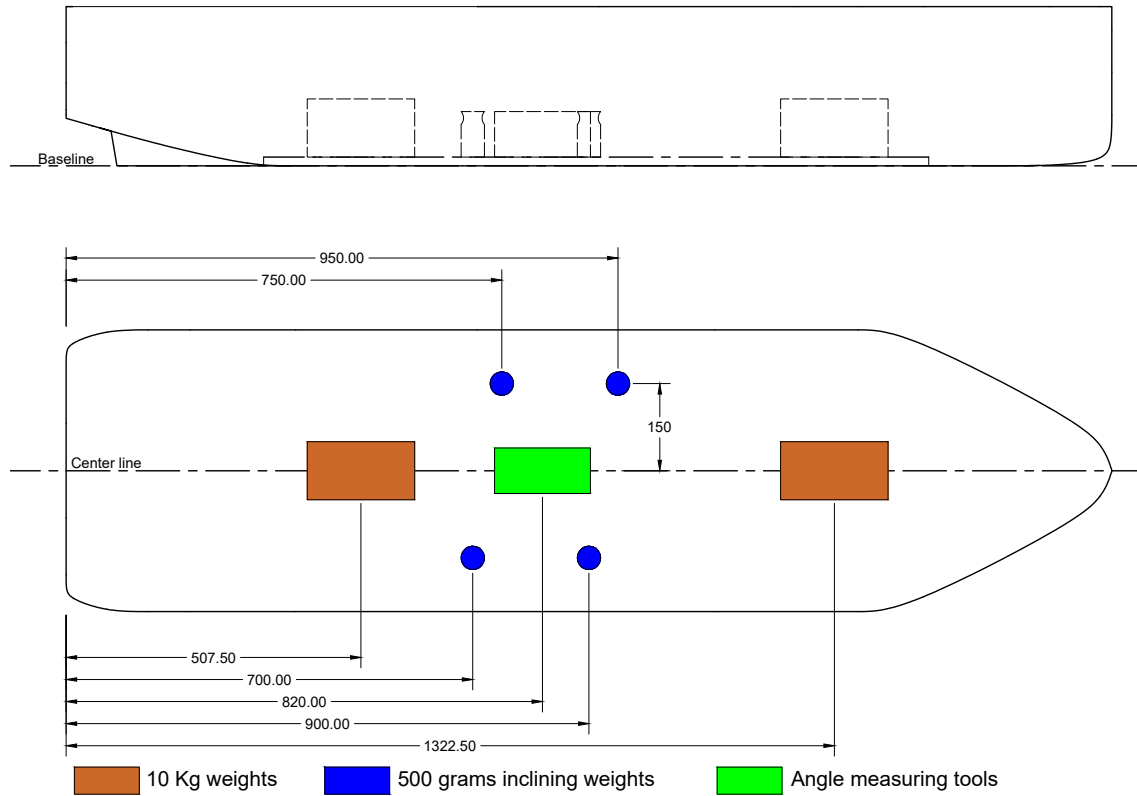 Baseline
950.00
750.00
150
Center line
507.50
700.00
820.00
900.00
1322.50
10 Kg weights
500 grams inclining weights
Angle measuring tools